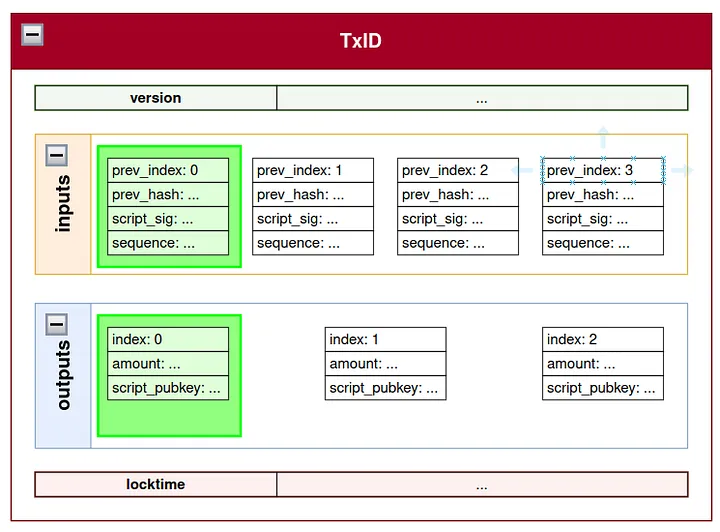 TxID
version ...
inputs
prev_index: 0 prev_index: 1 prev_index: 2 prev_index: 3
prev_hash: ... prev_hash: ... prev_hash: ... prev_hash: ...
script_sig: ... script_sig: ... script_sig: ... script_sig: ...
sequence: ... sequence: ... sequence: ... sequence: ...
outputs
index: 0 index: 1 index: 2
amount: ... amount: ... amount: ...
script_pubkey: ... script_pubkey: ... script_pubkey: ...
locktime ...